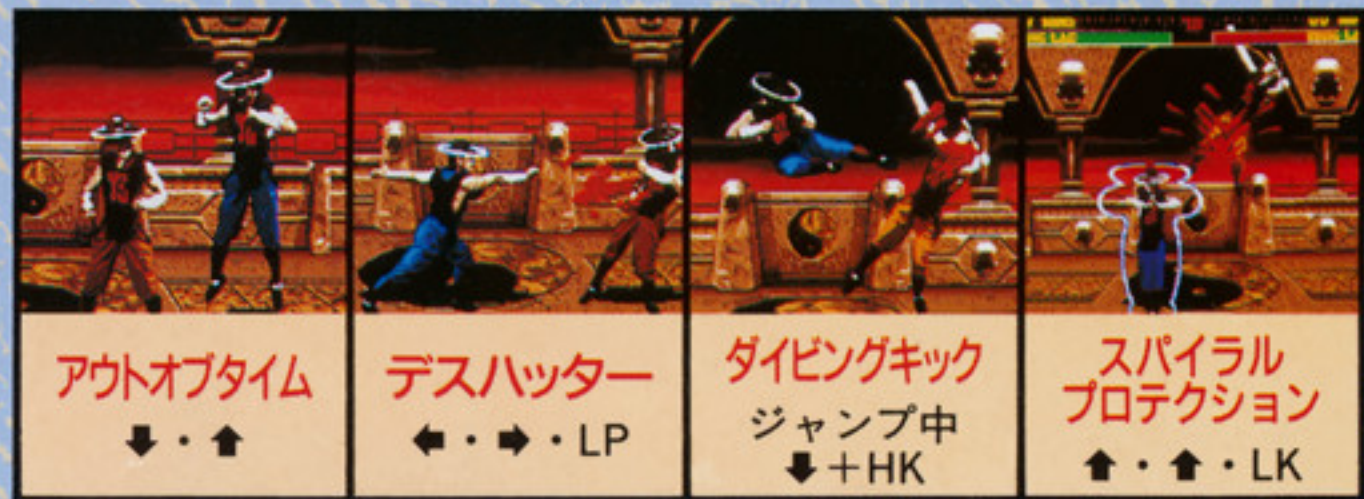 アウトオブタイム
⬇・⬆
デスハッター
⬅・➡・LP
ダイビングキック
ジャンプ中
⬇+HK
スパイラル
プロテクション
⬆・⬆・LK